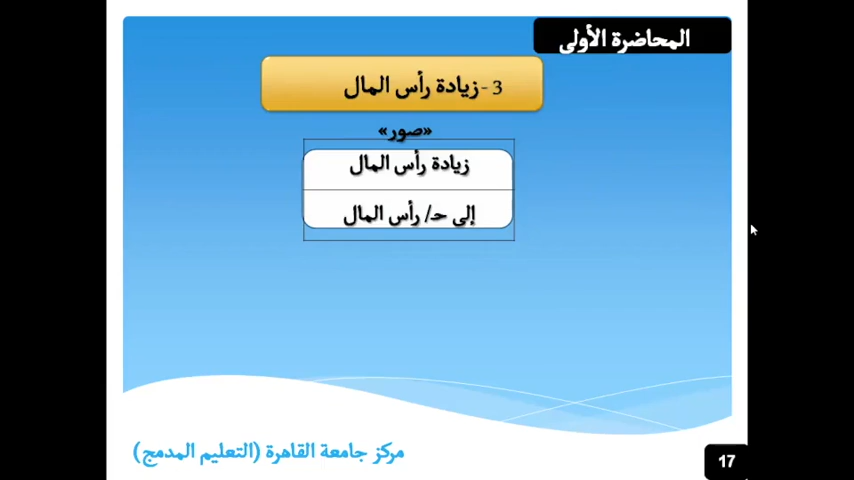 المحاضرة الأولى
3 - زيادة رأس المال
«صور»
زيادة رأس المال
إلى حـ/ رأس المال
مركز جامعة القاهرة (التعليم المدمج)
17